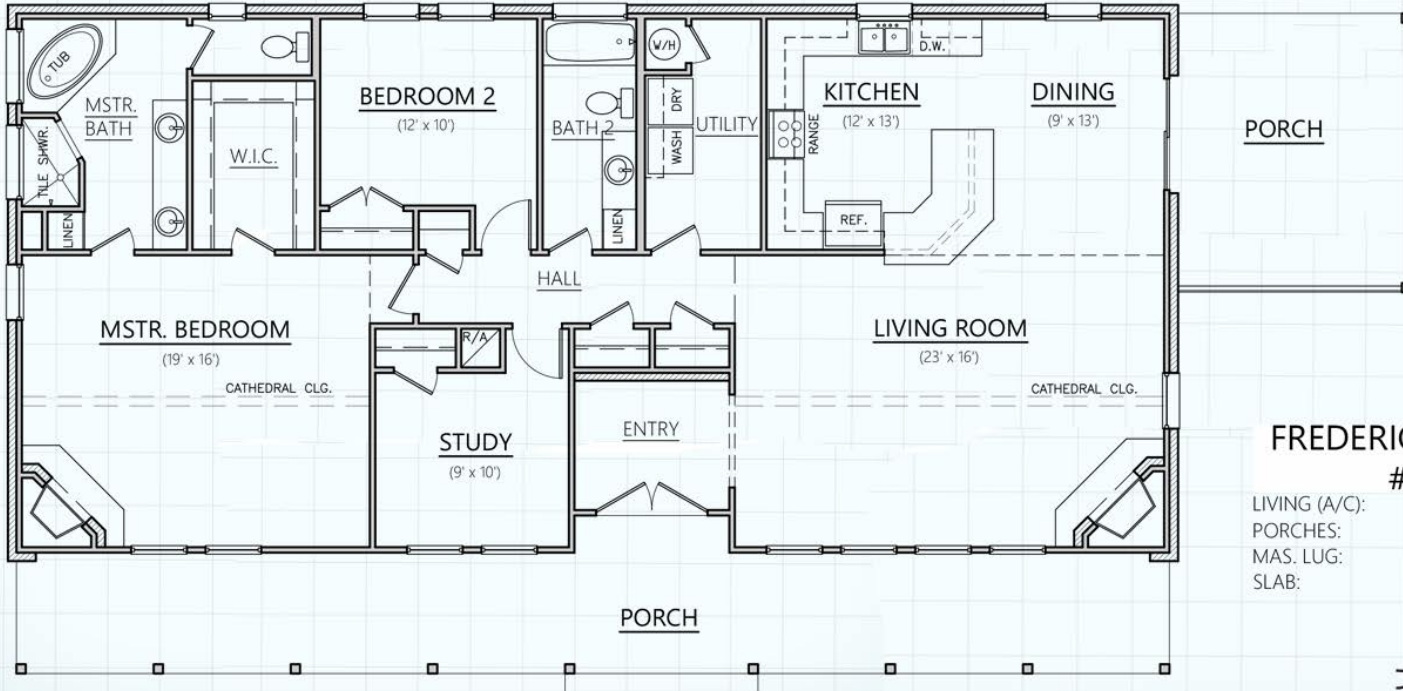 TUB
MSTR.
BATH
TILE SHWR.
LINEN
W.I.C.
BEDROOM 2
(12' x 10')
BATH 2
LINEN
W/H
DRY
WASH
UTILITY
KITCHEN
(12' x 13')
D.W.
RANGE
REF.
DINING
(9' x 13')
PORCH
HALL
MSTR. BEDROOM
(19' x 16')
CATHEDRAL CLG.
R/A
STUDY
(9' x 10')
ENTRY
LIVING ROOM
(23' x 16')
CATHEDRAL CLG.
PORCH
#
LIVING (A/C):
PORCHES:
MAS. LUG:
SLAB: